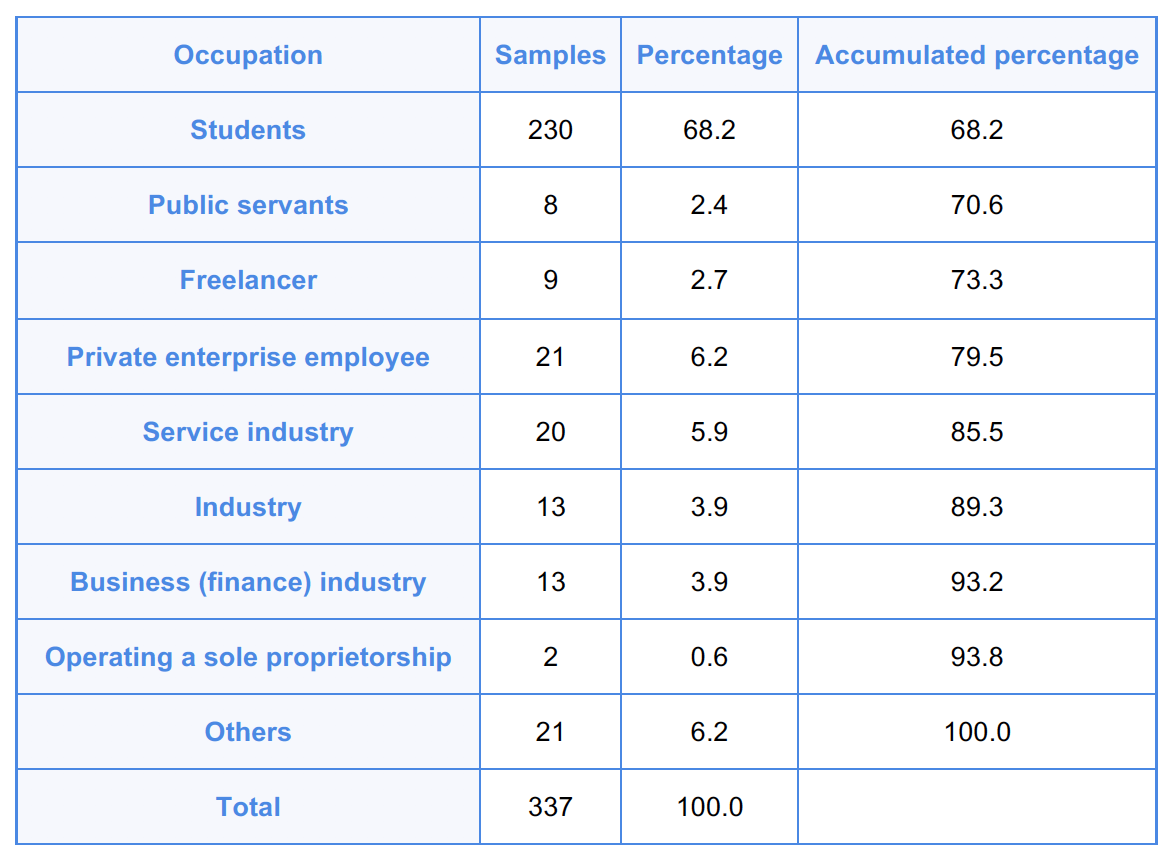 Occupation Samples Percentage Accumulated percentage
Students 230 68.2 68.2
Public servants 8 2.4 70.6
Freelancer 9 2.7 73.3
Private enterprise employee 21 6.2 79.5
Service industry 20 5.9 85.5
Industry 13 3.9 89.3
Business (finance) industry 13 3.9 93.2
Operating a sole proprietorship 2 0.6 93.8
Others 21 6.2 100.0
Total 337 100.0